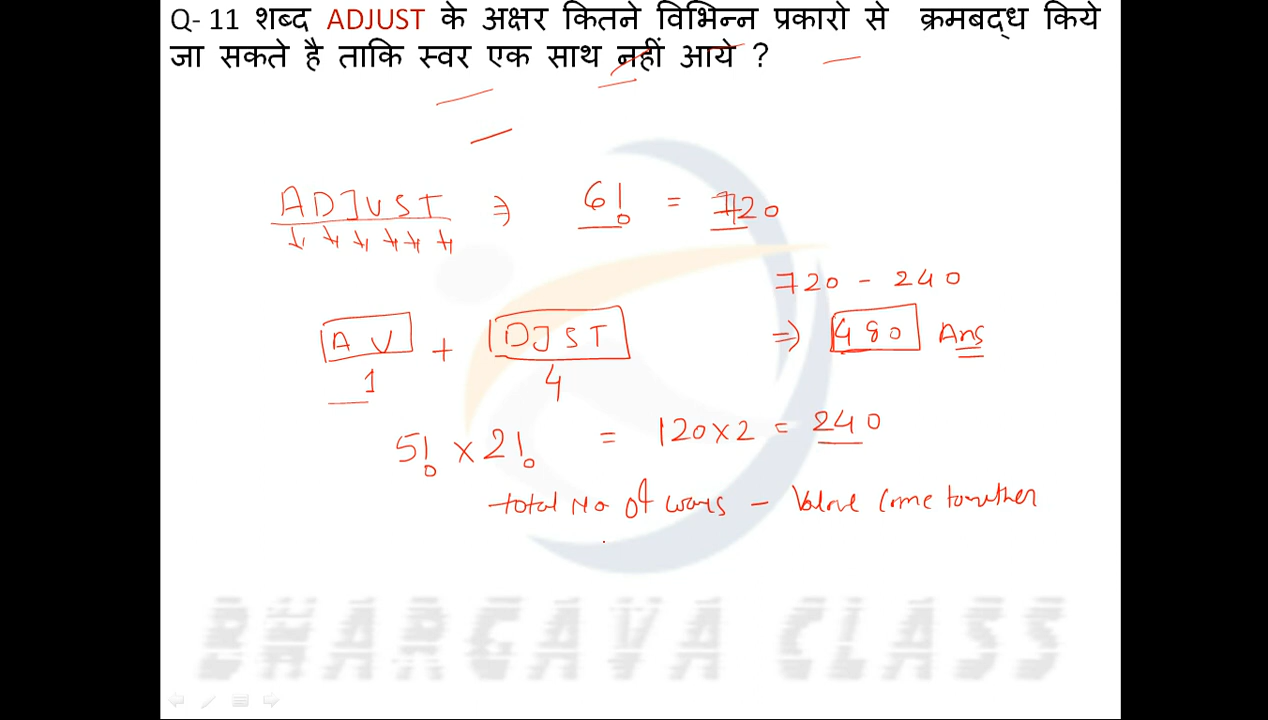 Q- 11 शब्द ADJUST के अक्षर कितने विभिन्न प्रकारो से क्रमबद्ध किये
जा सकते है ताकि स्वर एक साथ नहीं आये ?
ADJUST ⇒ 6! = 720
720 - 240
AU + DJST ⇒ 480 Ans
1 4
5! × 2! = 120×2 = 240
total No of ways - come together
BHARGAVA CLASS